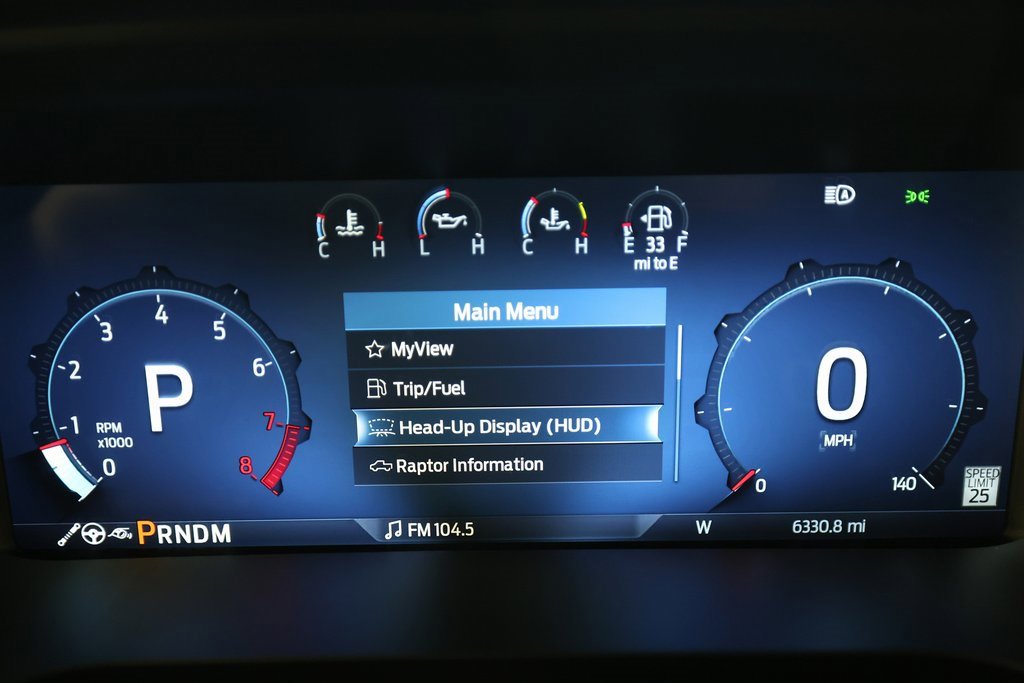 A
C H
L H
C H
E 33 F
mi to E
Main Menu
MyView
Trip/Fuel
Head-Up Display (HUD)
Raptor Information
0 1 2 3 4 5 6 7 8
RPM
x1000
P
0
MPH
0 140
SPEED
LIMIT
25
PRNDM
FM 104.5
W
6330.8 mi